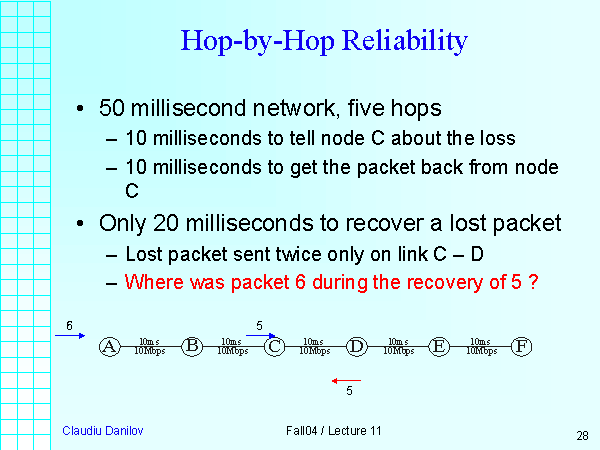 Hop-by-Hop Reliability
• 50 millisecond network, five hops
– 10 milliseconds to tell node C about the loss
– 10 milliseconds to get the packet back from node
C
• Only 20 milliseconds to recover a lost packet
– Lost packet sent twice only on link C – D
– Where was packet 6 during the recovery of 5 ?
6 5
A 10ms B 10ms C 10ms D 10ms E 10ms F
10Mbps 10Mbps 10Mbps 10Mbps 10Mbps
5
Claudiu Danilov Fall04 / Lecture 11 28